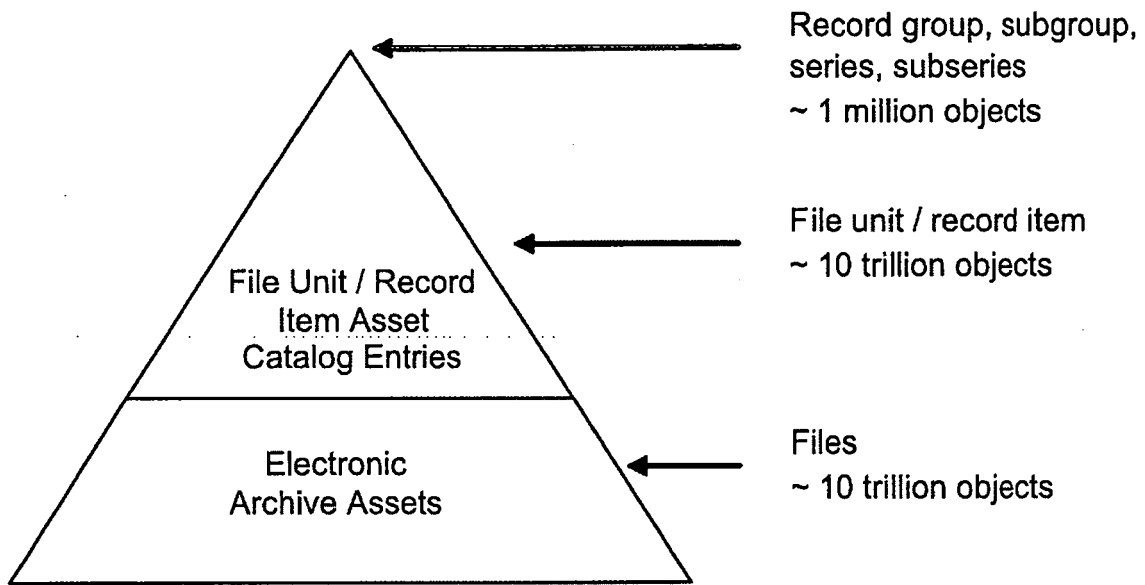 Record group, subgroup,
series, subseries
~ 1 million objects
File unit / record item
~ 10 trillion objects
File Unit / Record
Item Asset
Catalog Entries
Files
~ 10 trillion objects
Electronic
Archive Assets